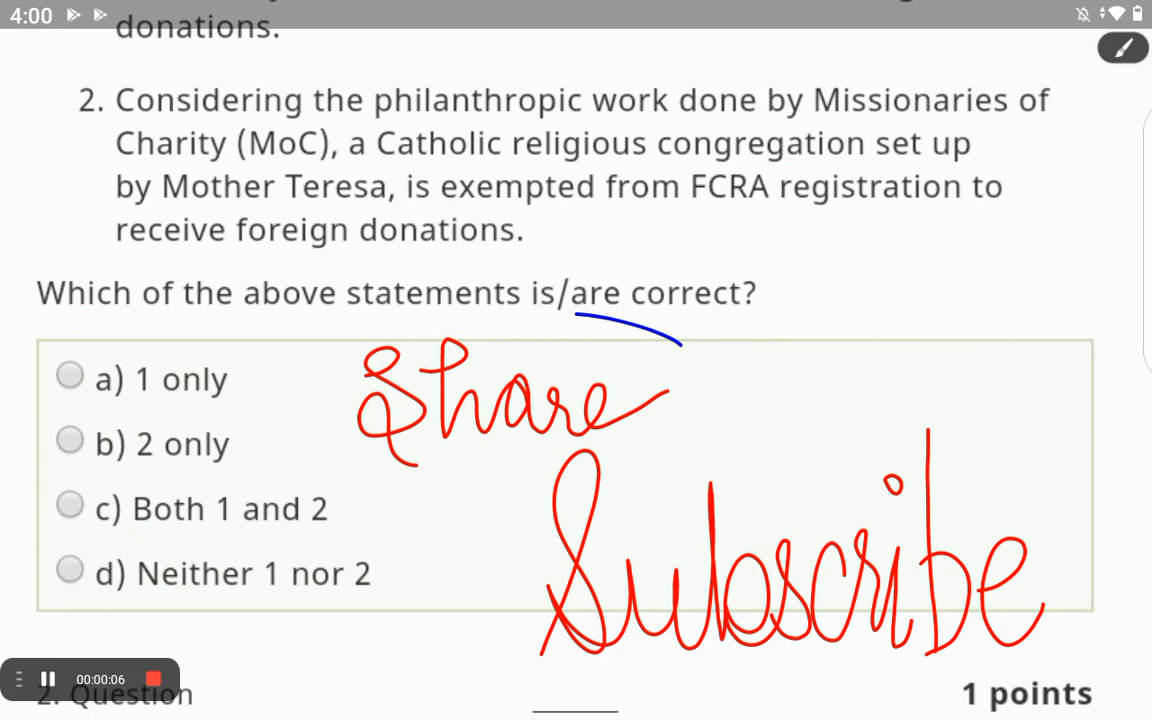 4:00
donations.
2. Considering the philanthropic work done by Missionaries of
Charity (MoC), a Catholic religious congregation set up
by Mother Teresa, is exempted from FCRA registration to
receive foreign donations.
Which of the above statements is/are correct?
a) 1 only
b) 2 only
c) Both 1 and 2
d) Neither 1 nor 2
Share
Subscribe
00:00:06
2. Question
1 points